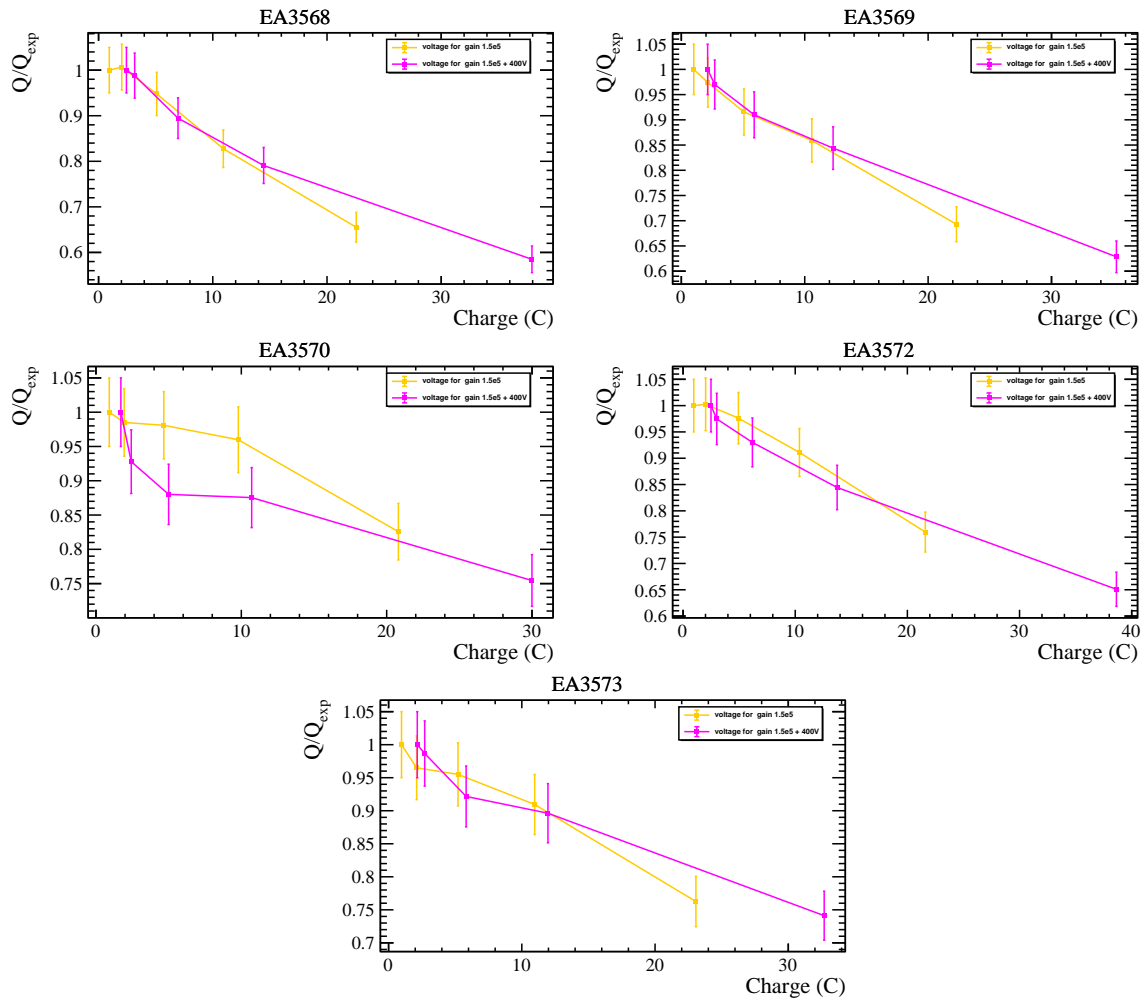 EA3568
Q/Q_exp
voltage for gain 1.5e5
voltage for gain 1.5e5 + 400V
1
0.9
0.8
0.7
0.6
0 10 20 30
Charge (C)
EA3569
Q/Q_exp
voltage for gain 1.5e5
voltage for gain 1.5e5 + 400V
1.05
1
0.95
0.9
0.85
0.8
0.75
0.7
0.65
0.6
0 10 20 30
Charge (C)
EA3570
Q/Q_exp
voltage for gain 1.5e5
voltage for gain 1.5e5 + 400V
1.05
1
0.95
0.9
0.85
0.8
0.75
0 10 20 30
Charge (C)
EA3572
Q/Q_exp
voltage for gain 1.5e5
voltage for gain 1.5e5 + 400V
1.05
1
0.95
0.9
0.85
0.8
0.75
0.7
0.65
0.6
0 10 20 30 40
Charge (C)
EA3573
Q/Q_exp
voltage for gain 1.5e5
voltage for gain 1.5e5 + 400V
1.05
1
0.95
0.9
0.85
0.8
0.75
0.7
0 10 20 30
Charge (C)